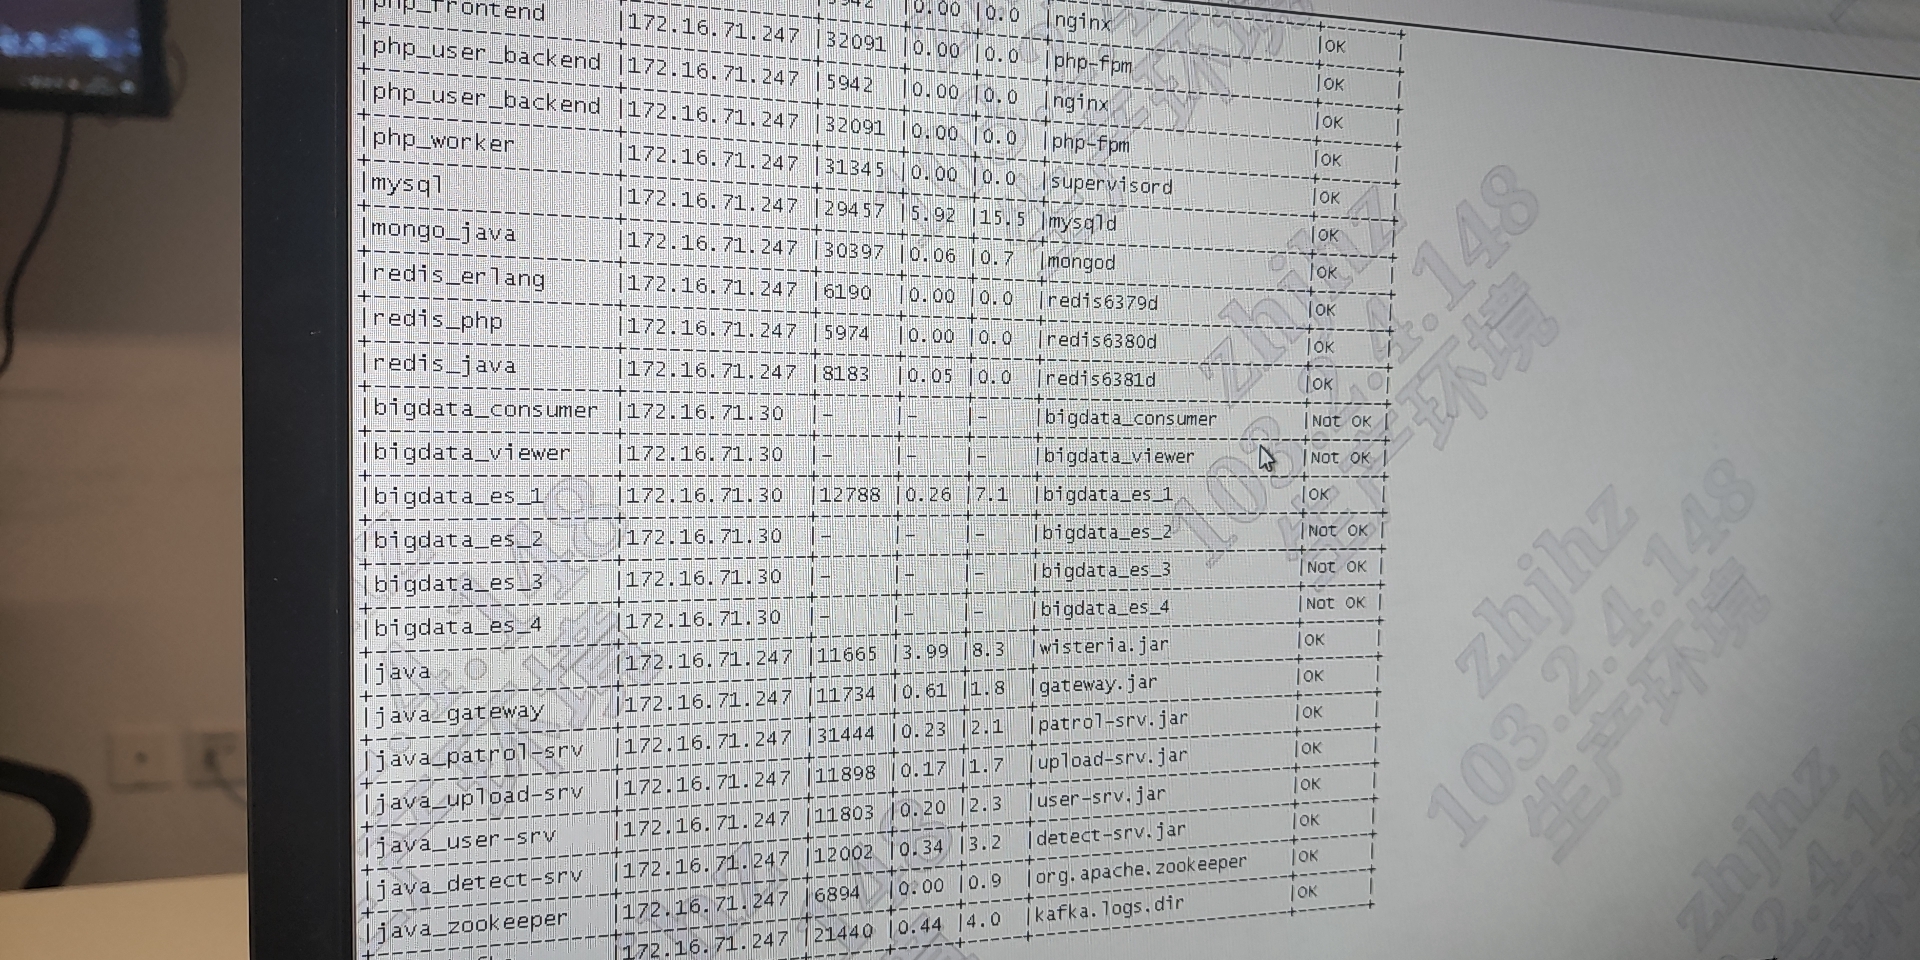 |php_frontend |172.16.71.247 |5942 |0.00 |0.0 |nginx |OK |
|php_user_backend |172.16.71.247 |32091 |0.00 |0.0 |php-fpm |OK
|php_user_backend |172.16.71.247 |5942 |0.00 |0.0 |nginx |OK
|php_worker |172.16.71.247 |32091 |0.00 |0.0 |php-fpm |OK
|mysql |172.16.71.247 |31345 |0.00 |0.0 |supervisord |OK
|mongo_java |172.16.71.247 |29457 |5.92 |15.5 |mysqld |OK
|redis_erlang |172.16.71.247 |30397 |0.06 |0.7 |mongod |OK
|redis_php |172.16.71.247 |6190 |0.00 |0.0 |redis6379d |OK
|redis_java |172.16.71.247 |5974 |0.00 |0.0 |redis6380d |OK
|172.16.71.247 |8183 |0.05 |0.0 |redis6381d |OK
|bigdata_consumer |172.16.71.30 |- |- |- |bigdata_consumer |Not OK |
|bigdata_viewer |172.16.71.30 |- |- |- |bigdata_viewer |Not OK |
|bigdata_es_1 |172.16.71.30 |12788 |0.26 |7.1 |bigdata_es_1 |OK |
|bigdata_es_2 |172.16.71.30 |- |- |- |bigdata_es_2 |Not OK |
|bigdata_es_3 |172.16.71.30 |- |- |- |bigdata_es_3 |Not OK |
|bigdata_es_4 |172.16.71.30 |- |- |- |bigdata_es_4 |Not OK |
|java |172.16.71.247 |11665 |3.99 |8.3 |wisteria.jar |OK |
|java_gateway |172.16.71.247 |11734 |0.61 |1.8 |gateway.jar |OK |
|java_patrol-srv |172.16.71.247 |31444 |0.23 |2.1 |patrol-srv.jar |OK |
|java_upload-srv |172.16.71.247 |11898 |0.17 |1.7 |upload-srv.jar |OK |
|java_user-srv |172.16.71.247 |11803 |0.20 |2.3 |user-srv.jar |OK |
|java_detect-srv |172.16.71.247 |12002 |0.34 |3.2 |detect-srv.jar |OK |
|java_zookeeper |172.16.71.247 |6894 |0.00 |0.9 |org.apache.zookeeper |OK |
|172.16.71.247 |21440 |0.44 |4.0 |kafka.logs.dir |OK |
zhjhz
103.2.4.148
生产环境
zhjhz
103.2.4.148
生产环境
zhjhz